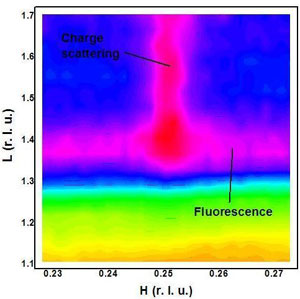 1.7
Charge
scattering
1.6
1.5
L (r. l. u.)
1.4
1.3
Fluorescence
1.2
1.1
0.23 0.24 0.25 0.26 0.27
H (r. l. u.)